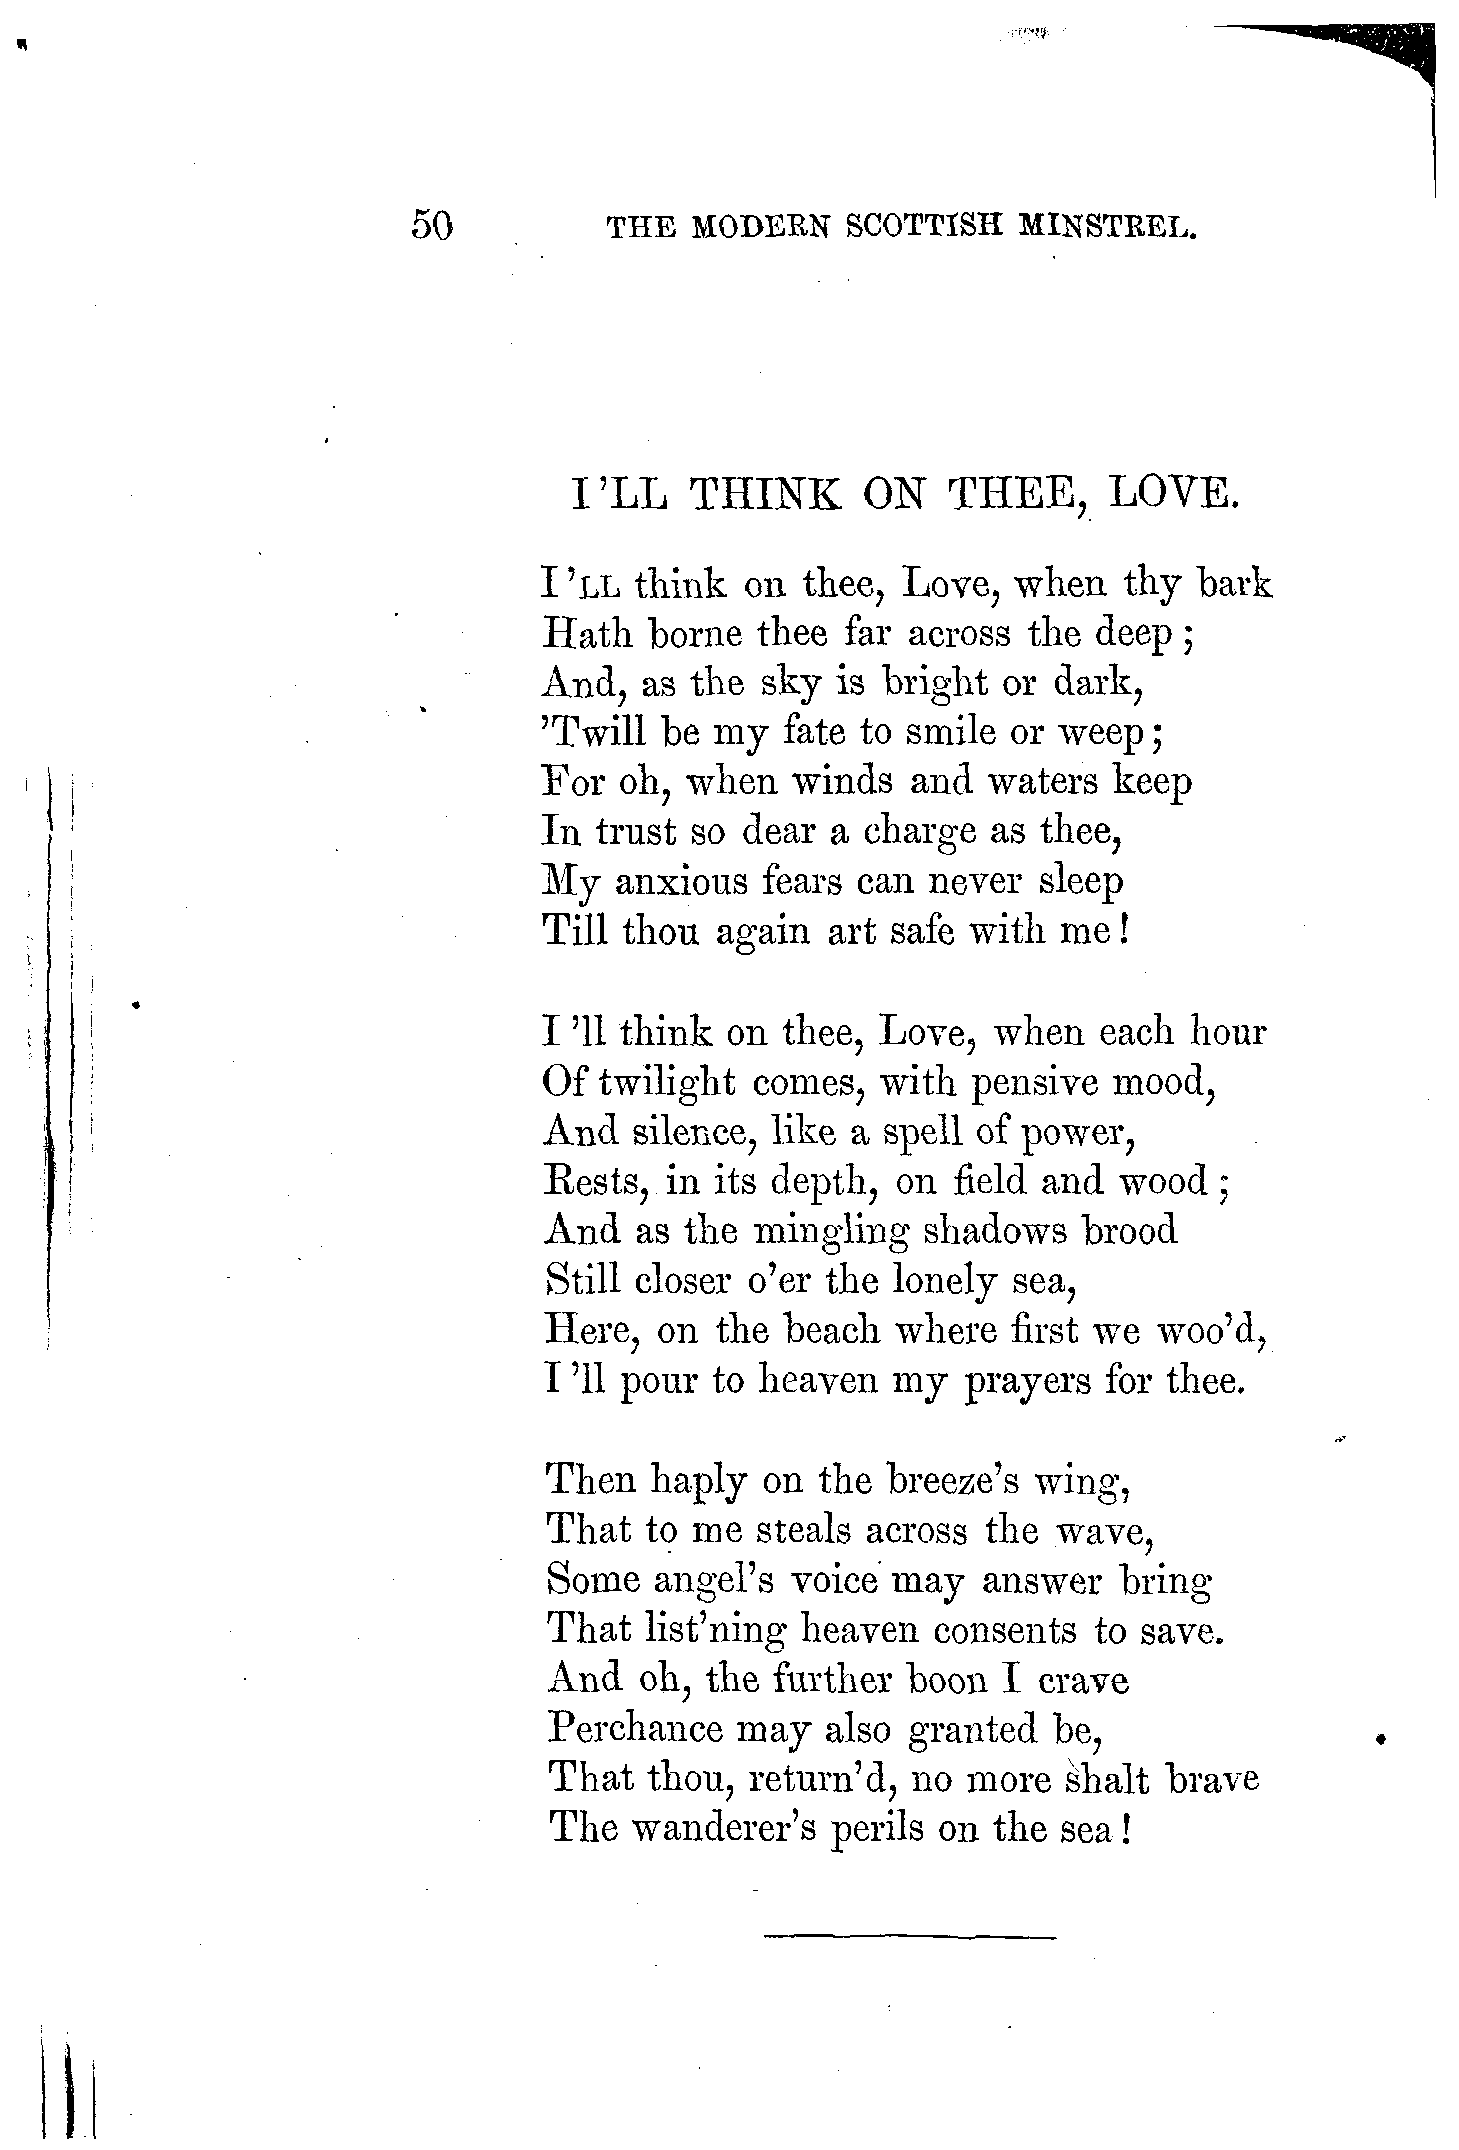 50 THE MODERN SCOTTISH MINSTREL.
I'LL THINK ON THEE, LOVE.
I'LL think on thee, Love, when thy bark
Hath borne thee far across the deep;
And, as the sky is bright or dark,
'Twill be my fate to smile or weep;
For oh, when winds and waters keep
In trust so dear a charge as thee,
My anxious fears can never sleep
Till thou again art safe with me!
I'll think on thee, Love, when each hour
Of twilight comes, with pensive mood,
And silence, like a spell of power,
Rests, in its depth, on field and wood;
And as the mingling shadows brood
Still closer o'er the lonely sea,
Here, on the beach where first we woo'd,
I'll pour to heaven my prayers for thee.
Then haply on the breeze's wing,
That to me steals across the wave,
Some angel's voice may answer bring
That list'ning heaven consents to save.
And oh, the further boon I crave
Perchance may also granted be,
That thou, return'd, no more shalt brave
The wanderer's perils on the sea!